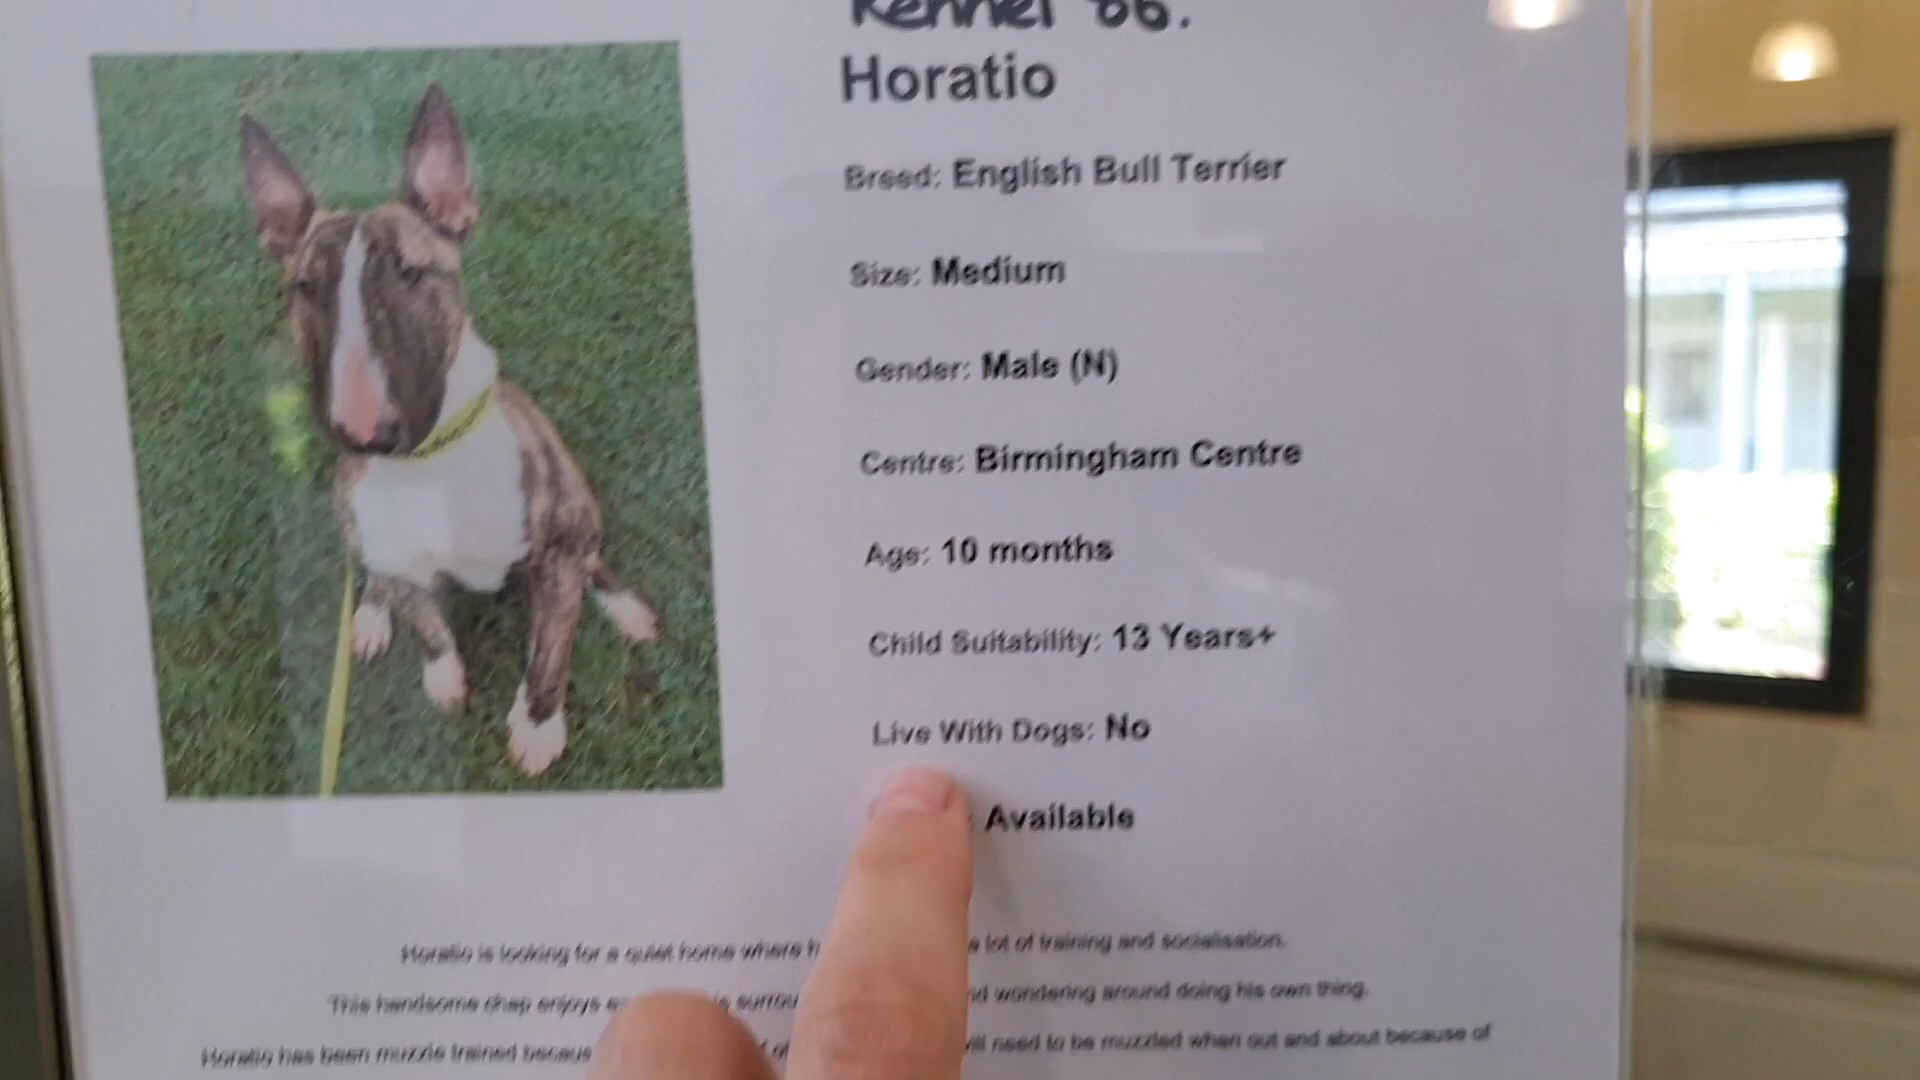 Kennel 06.
Horatio
Breed: English Bull Terrier
Size: Medium
Gender: Male (N)
Centre: Birmingham Centre
Age: 10 months
Child Suitability: 13 Years+
Live With Dogs: No
: Available
Horatio is looking for a quiet home where a lot of training and socialisation.
This handsome chap enjoys wondering around doing his own thing.
Horatio has been muzzle trained need to be muzzled when out and about because of